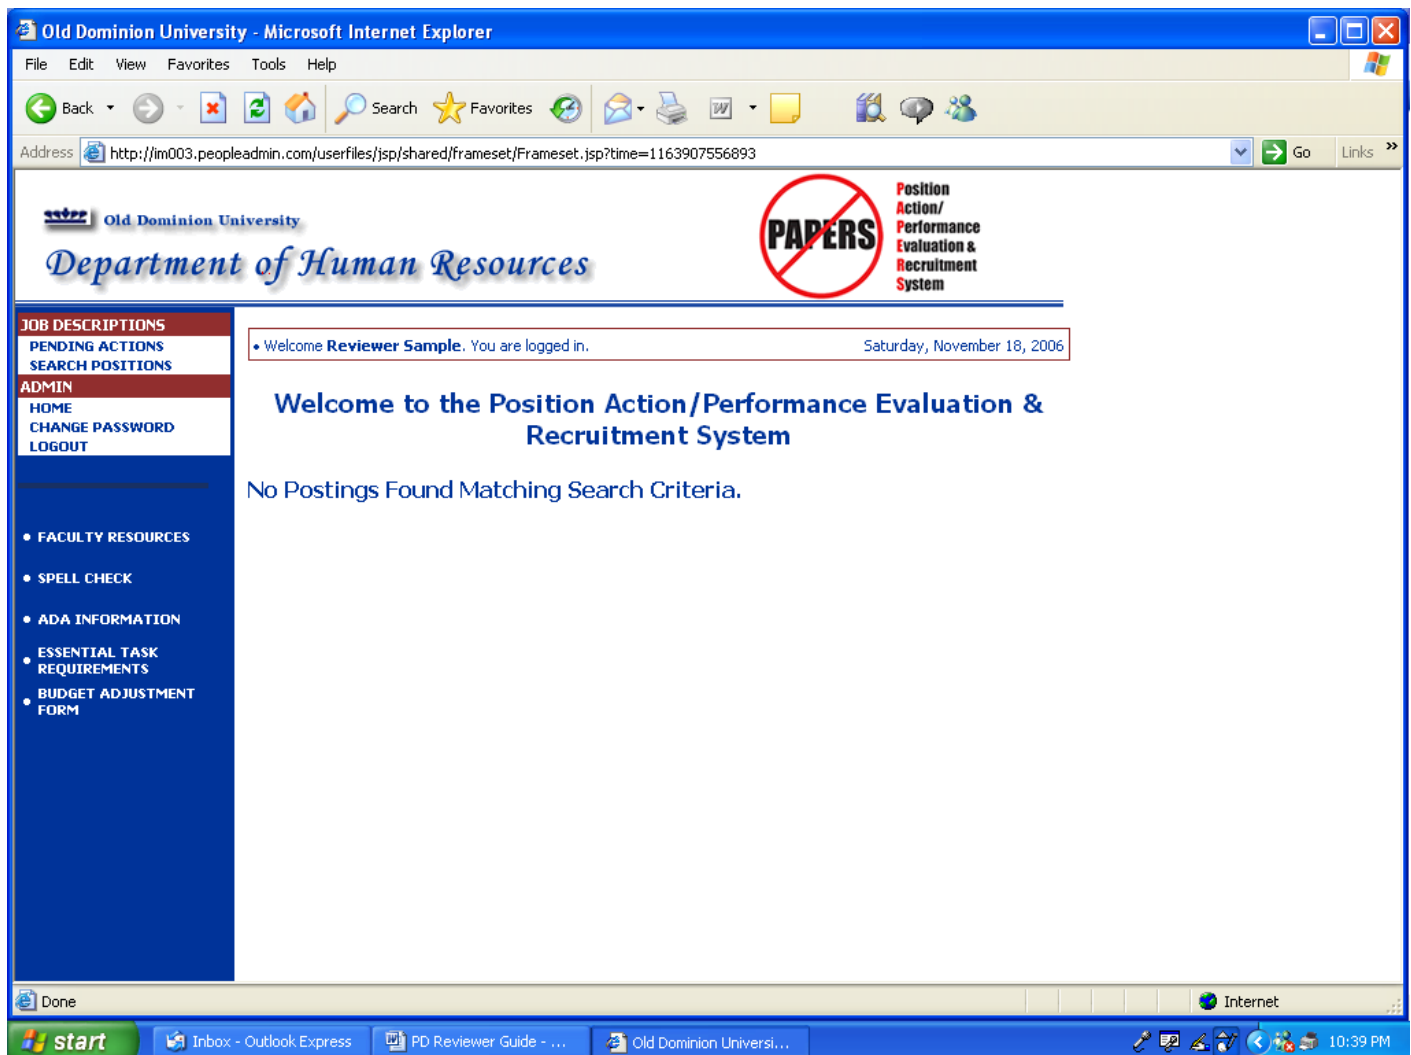 Old Dominion University - Microsoft Internet Explorer
File Edit View Favorites Tools Help
Back Search Favorites
Address http://im003.peopleadmin.com/userfiles/jsp/shared/frameset/Frameset.jsp?time=1163907556893 Go Links »
Old Dominion University
Department of Human Resources
PAPERS
Position
Action/
Performance
Evaluation &
Recruitment
System
JOB DESCRIPTIONS
PENDING ACTIONS
SEARCH POSITIONS
ADMIN
HOME
CHANGE PASSWORD
LOGOUT
• FACULTY RESOURCES
• SPELL CHECK
• ADA INFORMATION
• ESSENTIAL TASK
REQUIREMENTS
• BUDGET ADJUSTMENT
FORM
• Welcome Reviewer Sample. You are logged in. Saturday, November 18, 2006
Welcome to the Position Action/Performance Evaluation &
Recruitment System
No Postings Found Matching Search Criteria.
Done Internet
start Inbox - Outlook Express PD Reviewer Guide - ... Old Dominion Universi... 10:39 PM